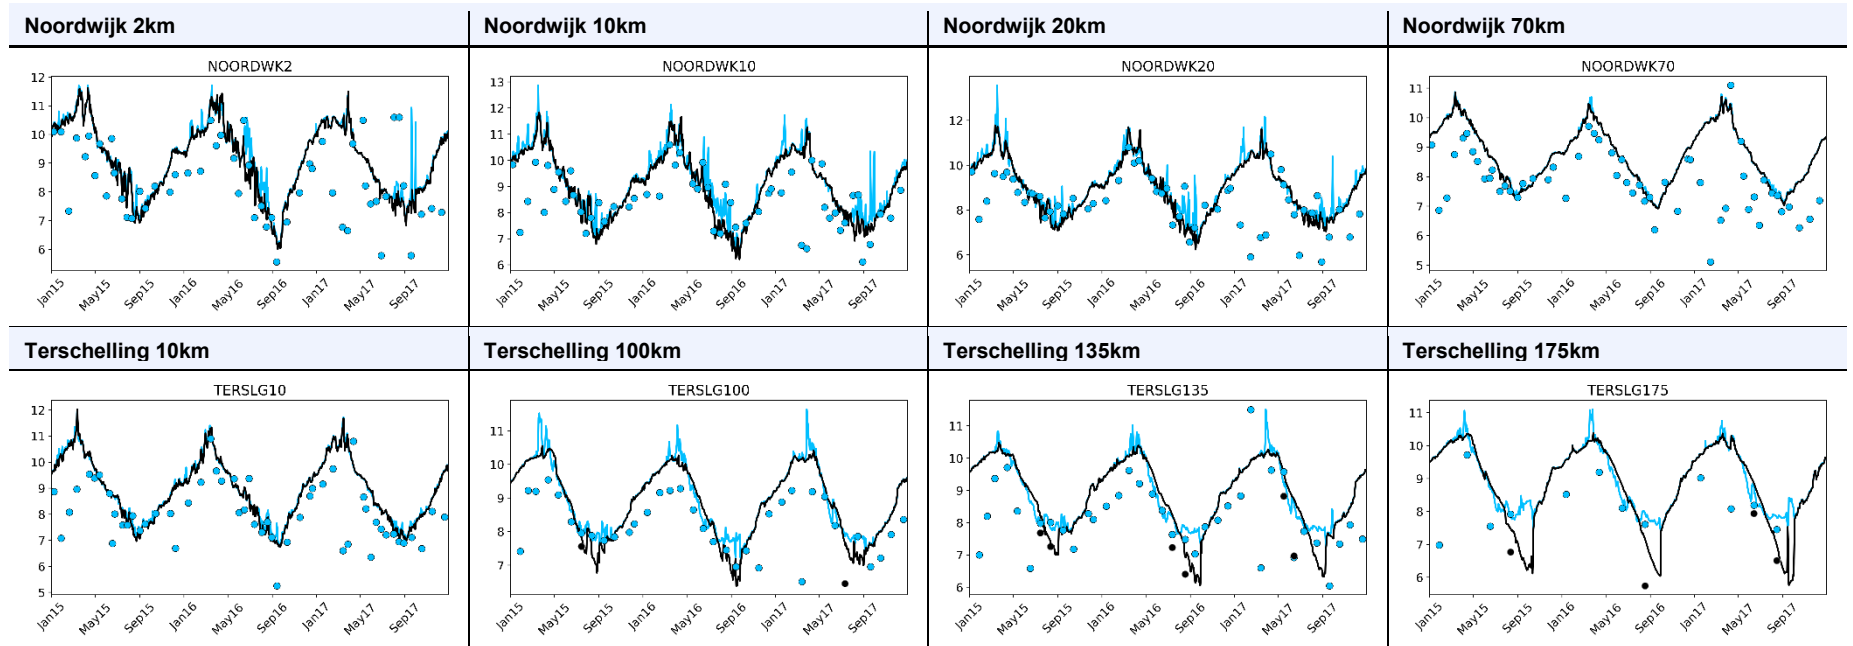 Noordwijk 2km
Noordwijk 10km
Noordwijk 20km
Noordwijk 70km
NOORDWK2
12
11
10
9
8
7
6
Jan15 May15 Sep15 Jan16 May16 Sep16 Jan17 May17 Sep17
NOORDWK10
13
12
11
10
9
8
7
6
Jan15 May15 Sep15 Jan16 May16 Sep16 Jan17 May17 Sep17
NOORDWK20
12
10
8
6
Jan15 May15 Sep15 Jan16 May16 Sep16 Jan17 May17 Sep17
NOORDWK70
11
10
9
8
7
6
5
Jan15 May15 Sep15 Jan16 May16 Sep16 Jan17 May17 Sep17
Terschelling 10km
Terschelling 100km
Terschelling 135km
Terschelling 175km
TERSLG10
12
11
10
9
8
7
6
5
Jan15 May15 Sep15 Jan16 May16 Sep16 Jan17 May17 Sep17
TERSLG100
11
10
9
8
7
Jan15 May15 Sep15 Jan16 May16 Sep16 Jan17 May17 Sep17
TERSLG135
11
10
9
8
7
6
Jan15 May15 Sep15 Jan16 May16 Sep16 Jan17 May17 Sep17
TERSLG175
11
10
9
8
7
6
Jan15 May15 Sep15 Jan16 May16 Sep16 Jan17 May17 Sep17